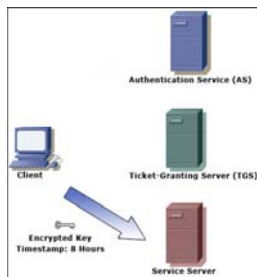 Authentication Service (AS)
Client
Ticket-Granting Server (TGS)
Encrypted Key
Timestamp: 8 Hours
Service Server